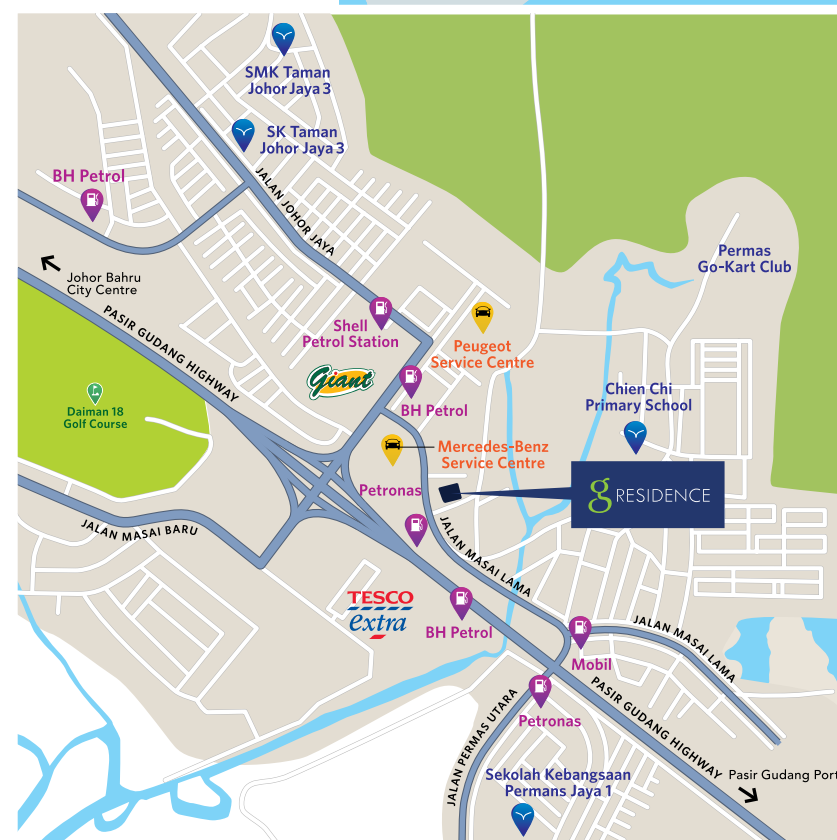 SMK Taman
Johor Jaya 3
SK Taman
Johor Jaya 3
BH Petrol
JALAN JOHOR JAYA
Permas
Go-Kart Club
Johor Bahru
City Centre
PASIR GUDANG HIGHWAY
Shell
Petrol Station
Peugeot
Service Centre
Giant
BH Petrol
Daiman 18
Golf Course
Chien Chi
Primary School
Mercedes-Benz
Service Centre
Petronas
g RESIDENCE
JALAN MASAI BARU
JALAN MASAI LAMA
TESCO
extra
BH Petrol
JALAN MASAI LAMA
Mobil
PASIR GUDANG HIGHWAY
Petronas
JALAN PERMAS UTARA
Sekolah Kebangsaan
Permans Jaya 1
Pasir Gudang Port